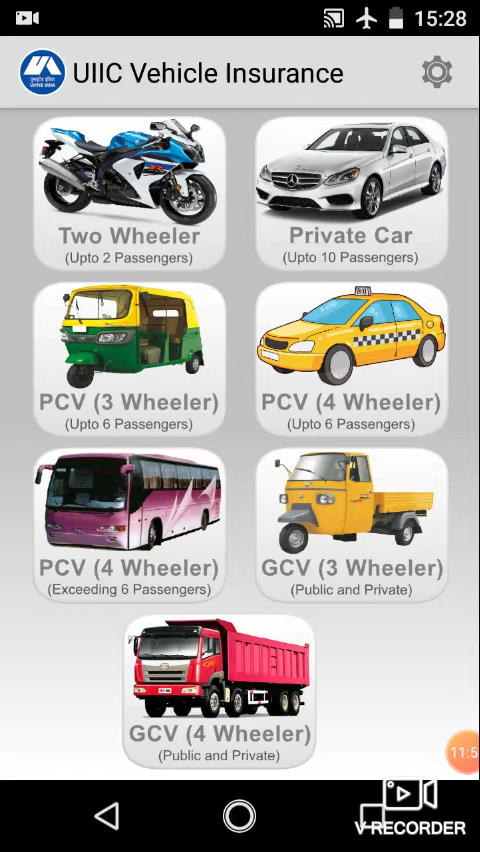 15:28
UIIC Vehicle Insurance
Two Wheeler
(Upto 2 Passengers)
Private Car
(Upto 10 Passengers)
PCV (3 Wheeler)
(Upto 6 Passengers)
PCV (4 Wheeler)
(Upto 6 Passengers)
PCV (4 Wheeler)
(Exceeding 6 Passengers)
GCV (3 Wheeler)
(Public and Private)
GCV (4 Wheeler)
(Public and Private)
11:5
V RECORDER